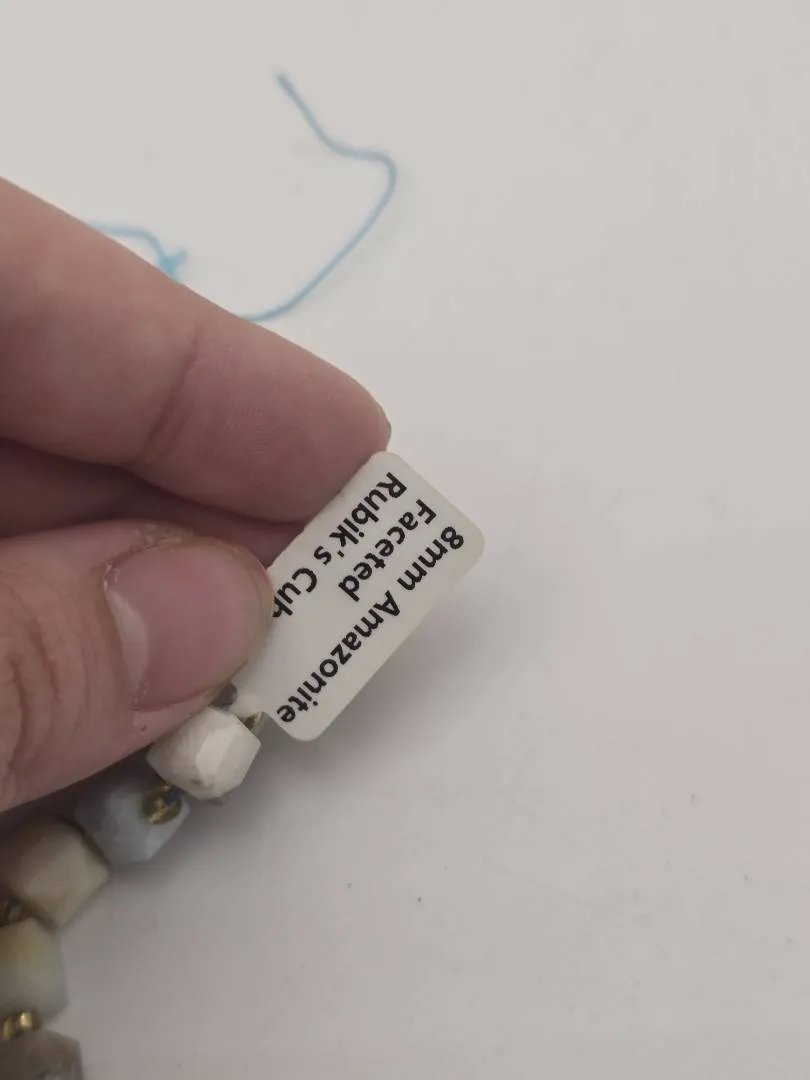 8mm Amazonite
Faceted
Rubik's Cub